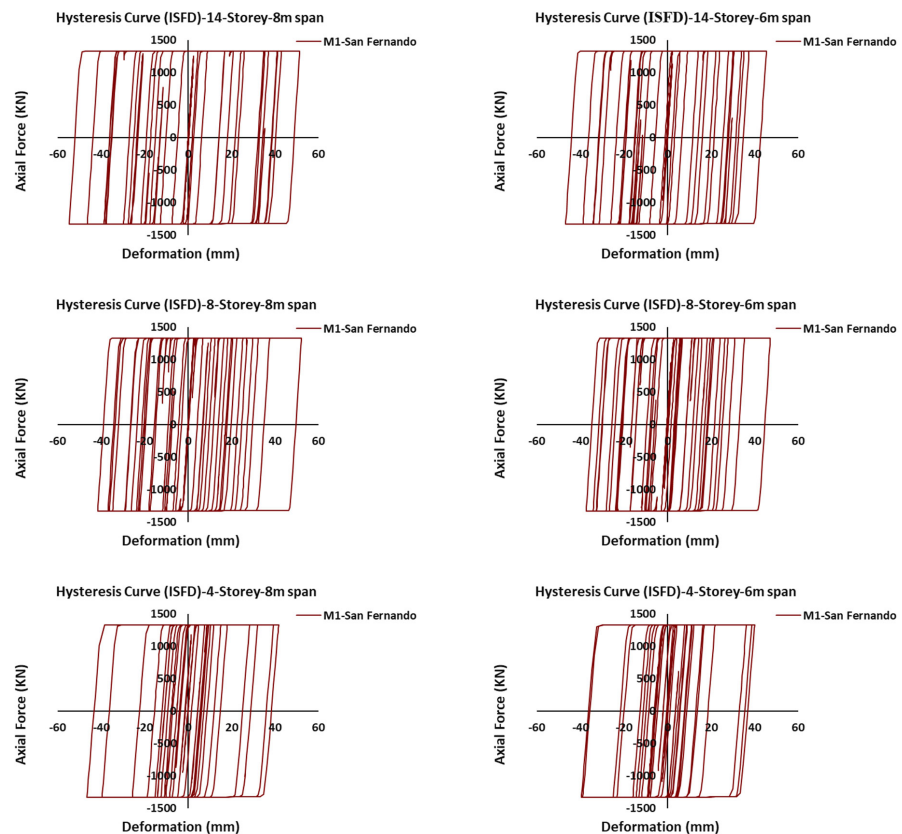 Hysteresis Curve (ISFD)-14-Storey-8m span
1500
M1-San Fernando
1000
500
0
-60 -40 -20 0 20 40 60
-500
-1000
-1500
Axial Force (KN)
Deformation (mm)
Hysteresis Curve (ISFD)-14-Storey-6m span
1500
M1-San Fernando
1000
500
0
-60 -40 -20 0 20 40 60
-500
-1000
-1500
Axial Force (KN)
Deformation (mm)
Hysteresis Curve (ISFD)-8-Storey-8m span
1500
M1-San Fernando
1000
500
0
-60 -40 -20 0 20 40 60
-500
-1000
-1500
Axial Force (KN)
Deformation (mm)
Hysteresis Curve (ISFD)-8-Storey-6m span
1500
M1-San Fernando
1000
500
0
-60 -40 -20 0 20 40 60
-500
-1000
-1500
Axial Force (KN)
Deformation (mm)
Hysteresis Curve (ISFD)-4-Storey-8m span
1500
M1-San Fernando
1000
500
0
-60 -40 -20 0 20 40 60
-500
-1000
-1500
Axial Force (KN)
Deformation (mm)
Hysteresis Curve (ISFD)-4-Storey-6m span
1500
M1-San Fernando
1000
500
0
-60 -40 -20 0 20 40 60
-500
-1000
-1500
Axial Force (KN)
Deformation (mm)